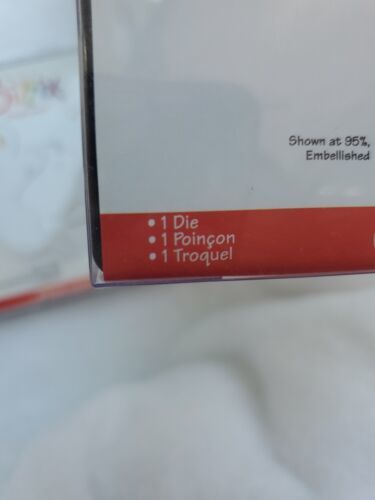 Shown at 95%,
Embellished
• 1 Die
• 1 Poinçon
• 1 Troquel